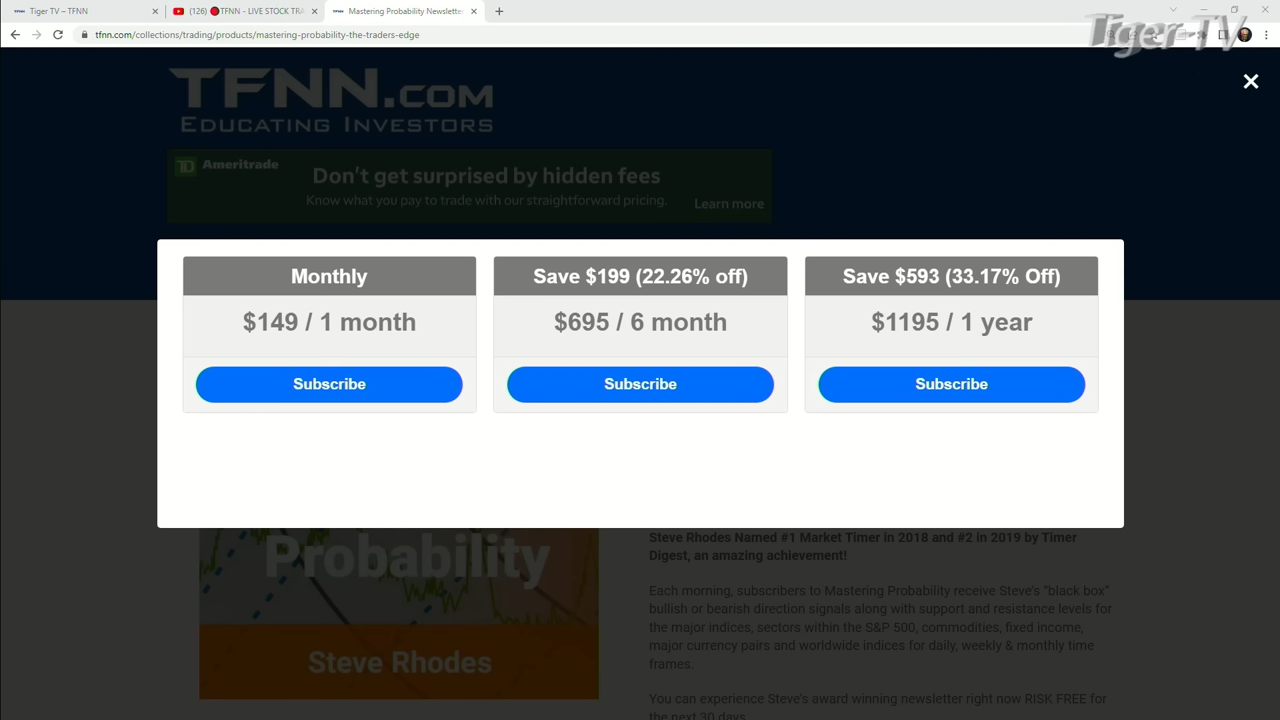 Tiger TV – TFNN
(126) 🔴TFNN - LIVE STOCK TRA
Mastering Probability Newslette
Tiger TV
tfnn.com/collections/trading/products/mastering-probability-the-traders-edge
TFNN.COM
EDUCATING INVESTORS
TD Ameritrade
Don't get surprised by hidden fees
Know what you pay to trade with our straightforward pricing.
Learn more
Monthly
Save $199 (22.26% off)
Save $593 (33.17% Off)
$149 / 1 month
$695 / 6 month
$1195 / 1 year
Subscribe
Subscribe
Subscribe
Probability
Steve Rhodes
Steve Rhodes Named #1 Market Timer in 2018 and #2 in 2019 by Timer
Digest, an amazing achievement!
Each morning, subscribers to Mastering Probability receive Steve's "black box"
bullish or bearish direction signals along with support and resistance levels for
the major indices, sectors within the S&P 500, commodities, fixed income,
major currency pairs and worldwide indices for daily, weekly & monthly time
frames.
You can experience Steve's award winning newsletter right now RISK FREE for
the next 30 days